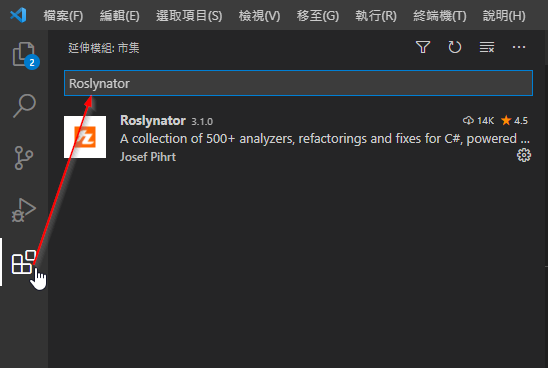 檔案(F) 編輯(E) 選取項目(S) 檢視(V) 移至(G) 執行(R) 終端機(T) 說明(H)
延伸模組: 市集
2
Roslynator
Roslynator 3.1.0 14K 4.5
A collection of 500+ analyzers, refactorings and fixes for C#, powered ...
Josef Pihrt